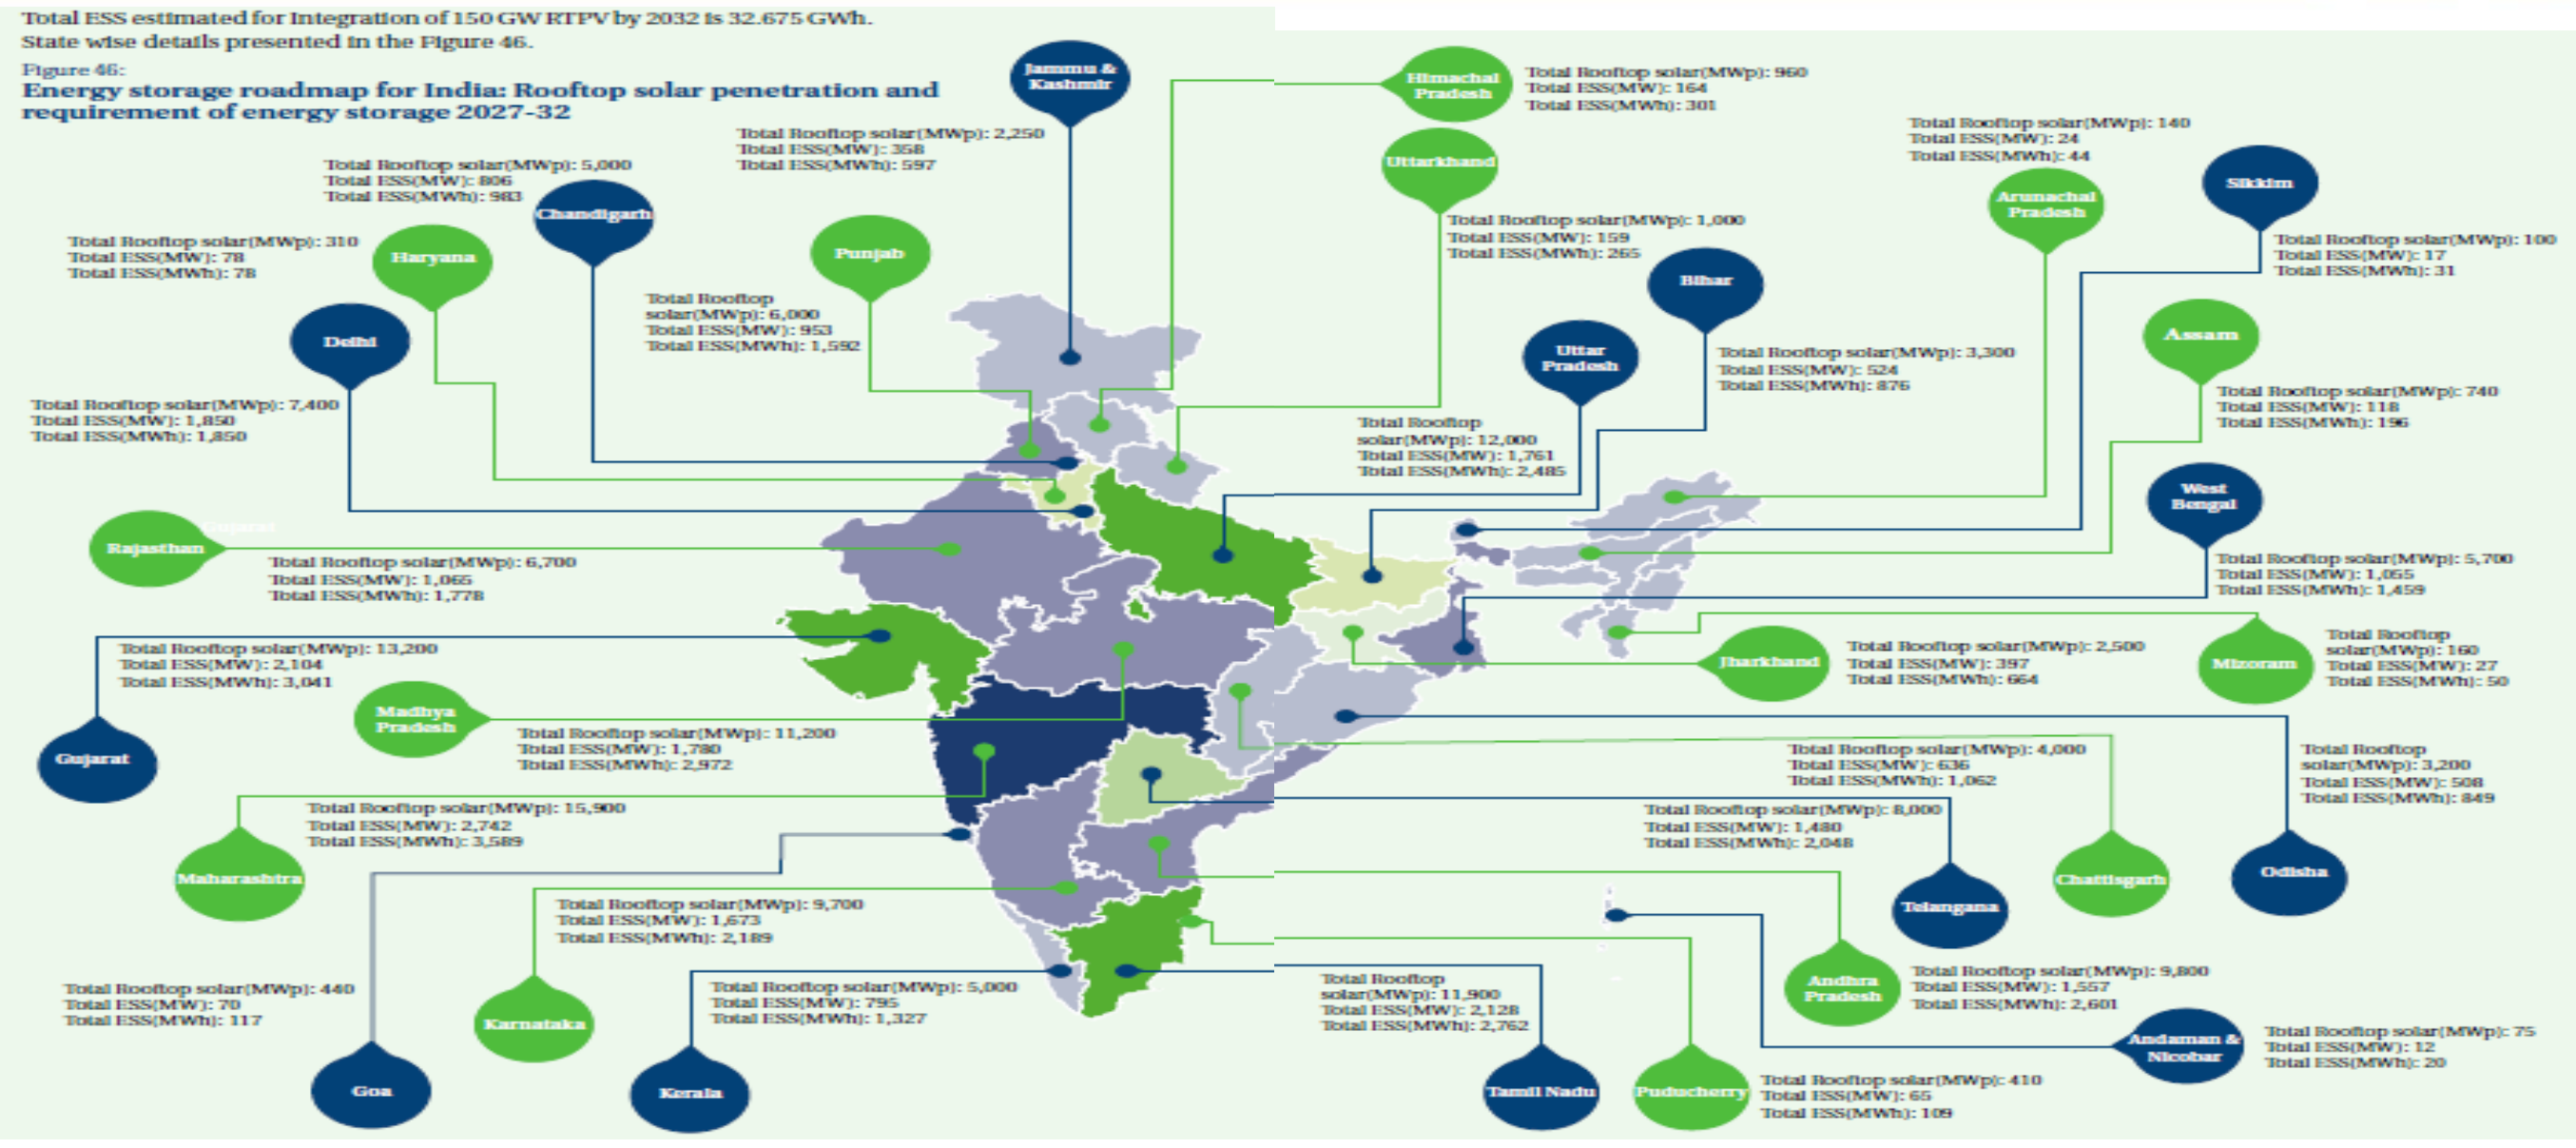 Total ESS estimated for Integration of 150 GW RTPV by 2032 is 32.675 GWh.
State wise details presented in the Figure 46.
Figure 46:
Energy storage roadmap for India: Rooftop solar penetration and
requirement of energy storage 2027-32
Jammu &
Kashmir
Total Rooftop solar(MWp): 2,250
Total ESS(MW): 358
Total ESS(MWh): 597
Himachal
Pradesh
Total Rooftop solar(MWp): 960
Total ESS(MW): 164
Total ESS(MWh): 301
Uttarkhand
Total Rooftop solar(MWp): 1,000
Total ESS(MW): 159
Total ESS(MWh): 265
Total Rooftop solar(MWp): 140
Total ESS(MW): 24
Total ESS(MWh): 44
Arunachal
Pradesh
Sikkim
Total Rooftop solar(MWp): 100
Total ESS(MW): 17
Total ESS(MWh): 31
Total Rooftop solar(MWp): 5,000
Total ESS(MW): 806
Total ESS(MWh): 983
Chandigarh
Total Rooftop solar(MWp): 310
Total ESS(MW): 78
Total ESS(MWh): 78
Haryana
Punjab
Total Rooftop
solar(MWp): 6,000
Total ESS(MW): 953
Total ESS(MWh): 1,592
Bihar
Total Rooftop solar(MWp): 3,300
Total ESS(MW): 524
Total ESS(MWh): 876
Uttar
Pradesh
Total Rooftop
solar(MWp): 12,000
Total ESS(MW): 1,761
Total ESS(MWh): 2,485
Assam
Total Rooftop solar(MWp): 740
Total ESS(MW): 118
Total ESS(MWh): 196
Delhi
Total Rooftop solar(MWp): 7,400
Total ESS(MW): 1,850
Total ESS(MWh): 1,850
West
Bengal
Total Rooftop solar(MWp): 5,700
Total ESS(MW): 1,055
Total ESS(MWh): 1,459
Gujarat
Rajasthan
Total Rooftop solar(MWp): 6,700
Total ESS(MW): 1,065
Total ESS(MWh): 1,778
Total Rooftop solar(MWp): 13,200
Total ESS(MW): 2,104
Total ESS(MWh): 3,041
Gujarat
Jharkhand
Total Rooftop solar(MWp): 2,500
Total ESS(MW): 397
Total ESS(MWh): 664
Mizoram
Total Rooftop
solar(MWp): 160
Total ESS(MW): 27
Total ESS(MWh): 50
Madhya
Pradesh
Total Rooftop solar(MWp): 11,200
Total ESS(MW): 1,780
Total ESS(MWh): 2,972
Total Rooftop solar(MWp): 4,000
Total ESS(MW): 636
Total ESS(MWh): 1,062
Chattisgarh
Total Rooftop
solar(MWp): 3,200
Total ESS(MW): 508
Total ESS(MWh): 849
Odisha
Total Rooftop solar(MWp): 15,900
Total ESS(MW): 2,742
Total ESS(MWh): 3,589
Maharashtra
Total Rooftop solar(MWp): 8,000
Total ESS(MW): 1,480
Total ESS(MWh): 2,048
Telangana
Total Rooftop solar(MWp): 9,700
Total ESS(MW): 1,673
Total ESS(MWh): 2,189
Karnataka
Total Rooftop solar(MWp): 440
Total ESS(MW): 70
Total ESS(MWh): 117
Goa
Total Rooftop solar(MWp): 5,000
Total ESS(MW): 795
Total ESS(MWh): 1,327
Kerala
Total Rooftop
solar(MWp): 11,900
Total ESS(MW): 2,128
Total ESS(MWh): 2,762
Tamil Nadu
Andhra
Pradesh
Total Rooftop solar(MWp): 9,800
Total ESS(MW): 1,557
Total ESS(MWh): 2,601
Andaman &
Nicobar
Total Rooftop solar(MWp): 75
Total ESS(MW): 12
Total ESS(MWh): 20
Puducherry
Total Rooftop solar(MWp): 410
Total ESS(MW): 65
Total ESS(MWh): 109